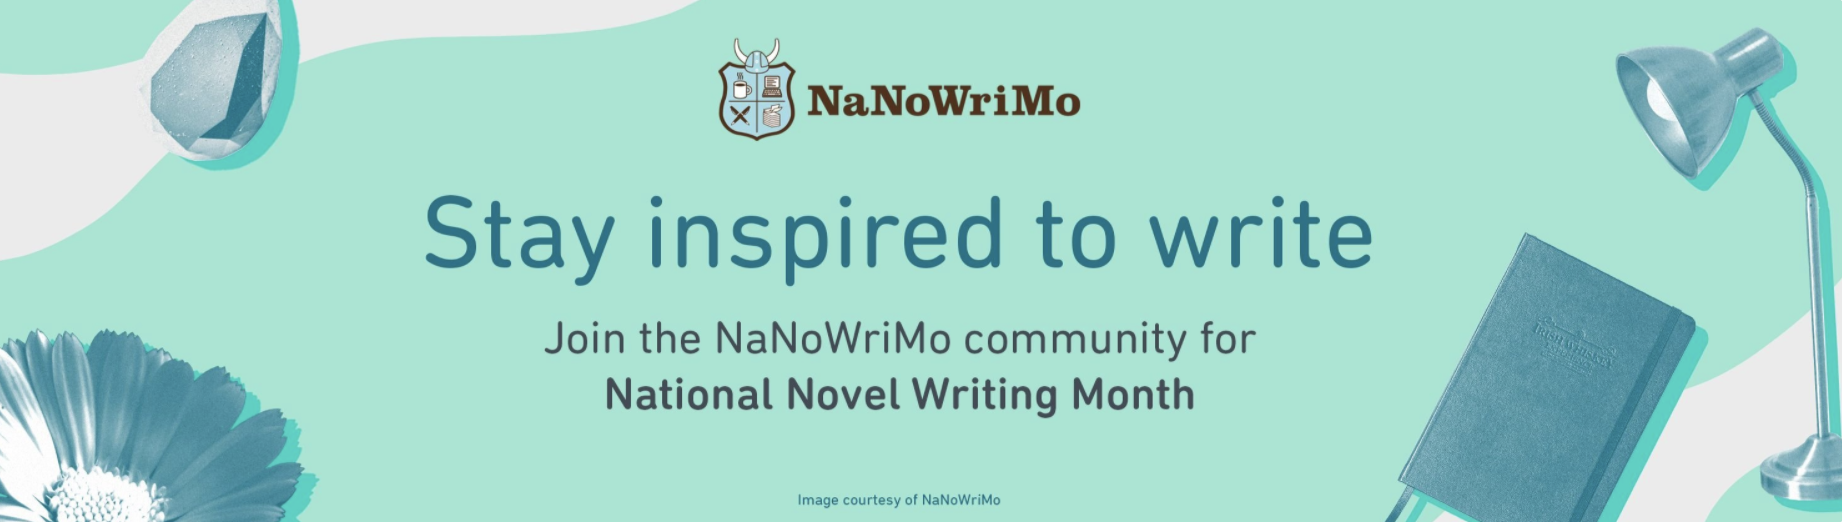 NaNoWriMo
Stay inspired to write
Join the NaNoWriMo community for
National Novel Writing Month
Image courtesy of NaNoWriMo